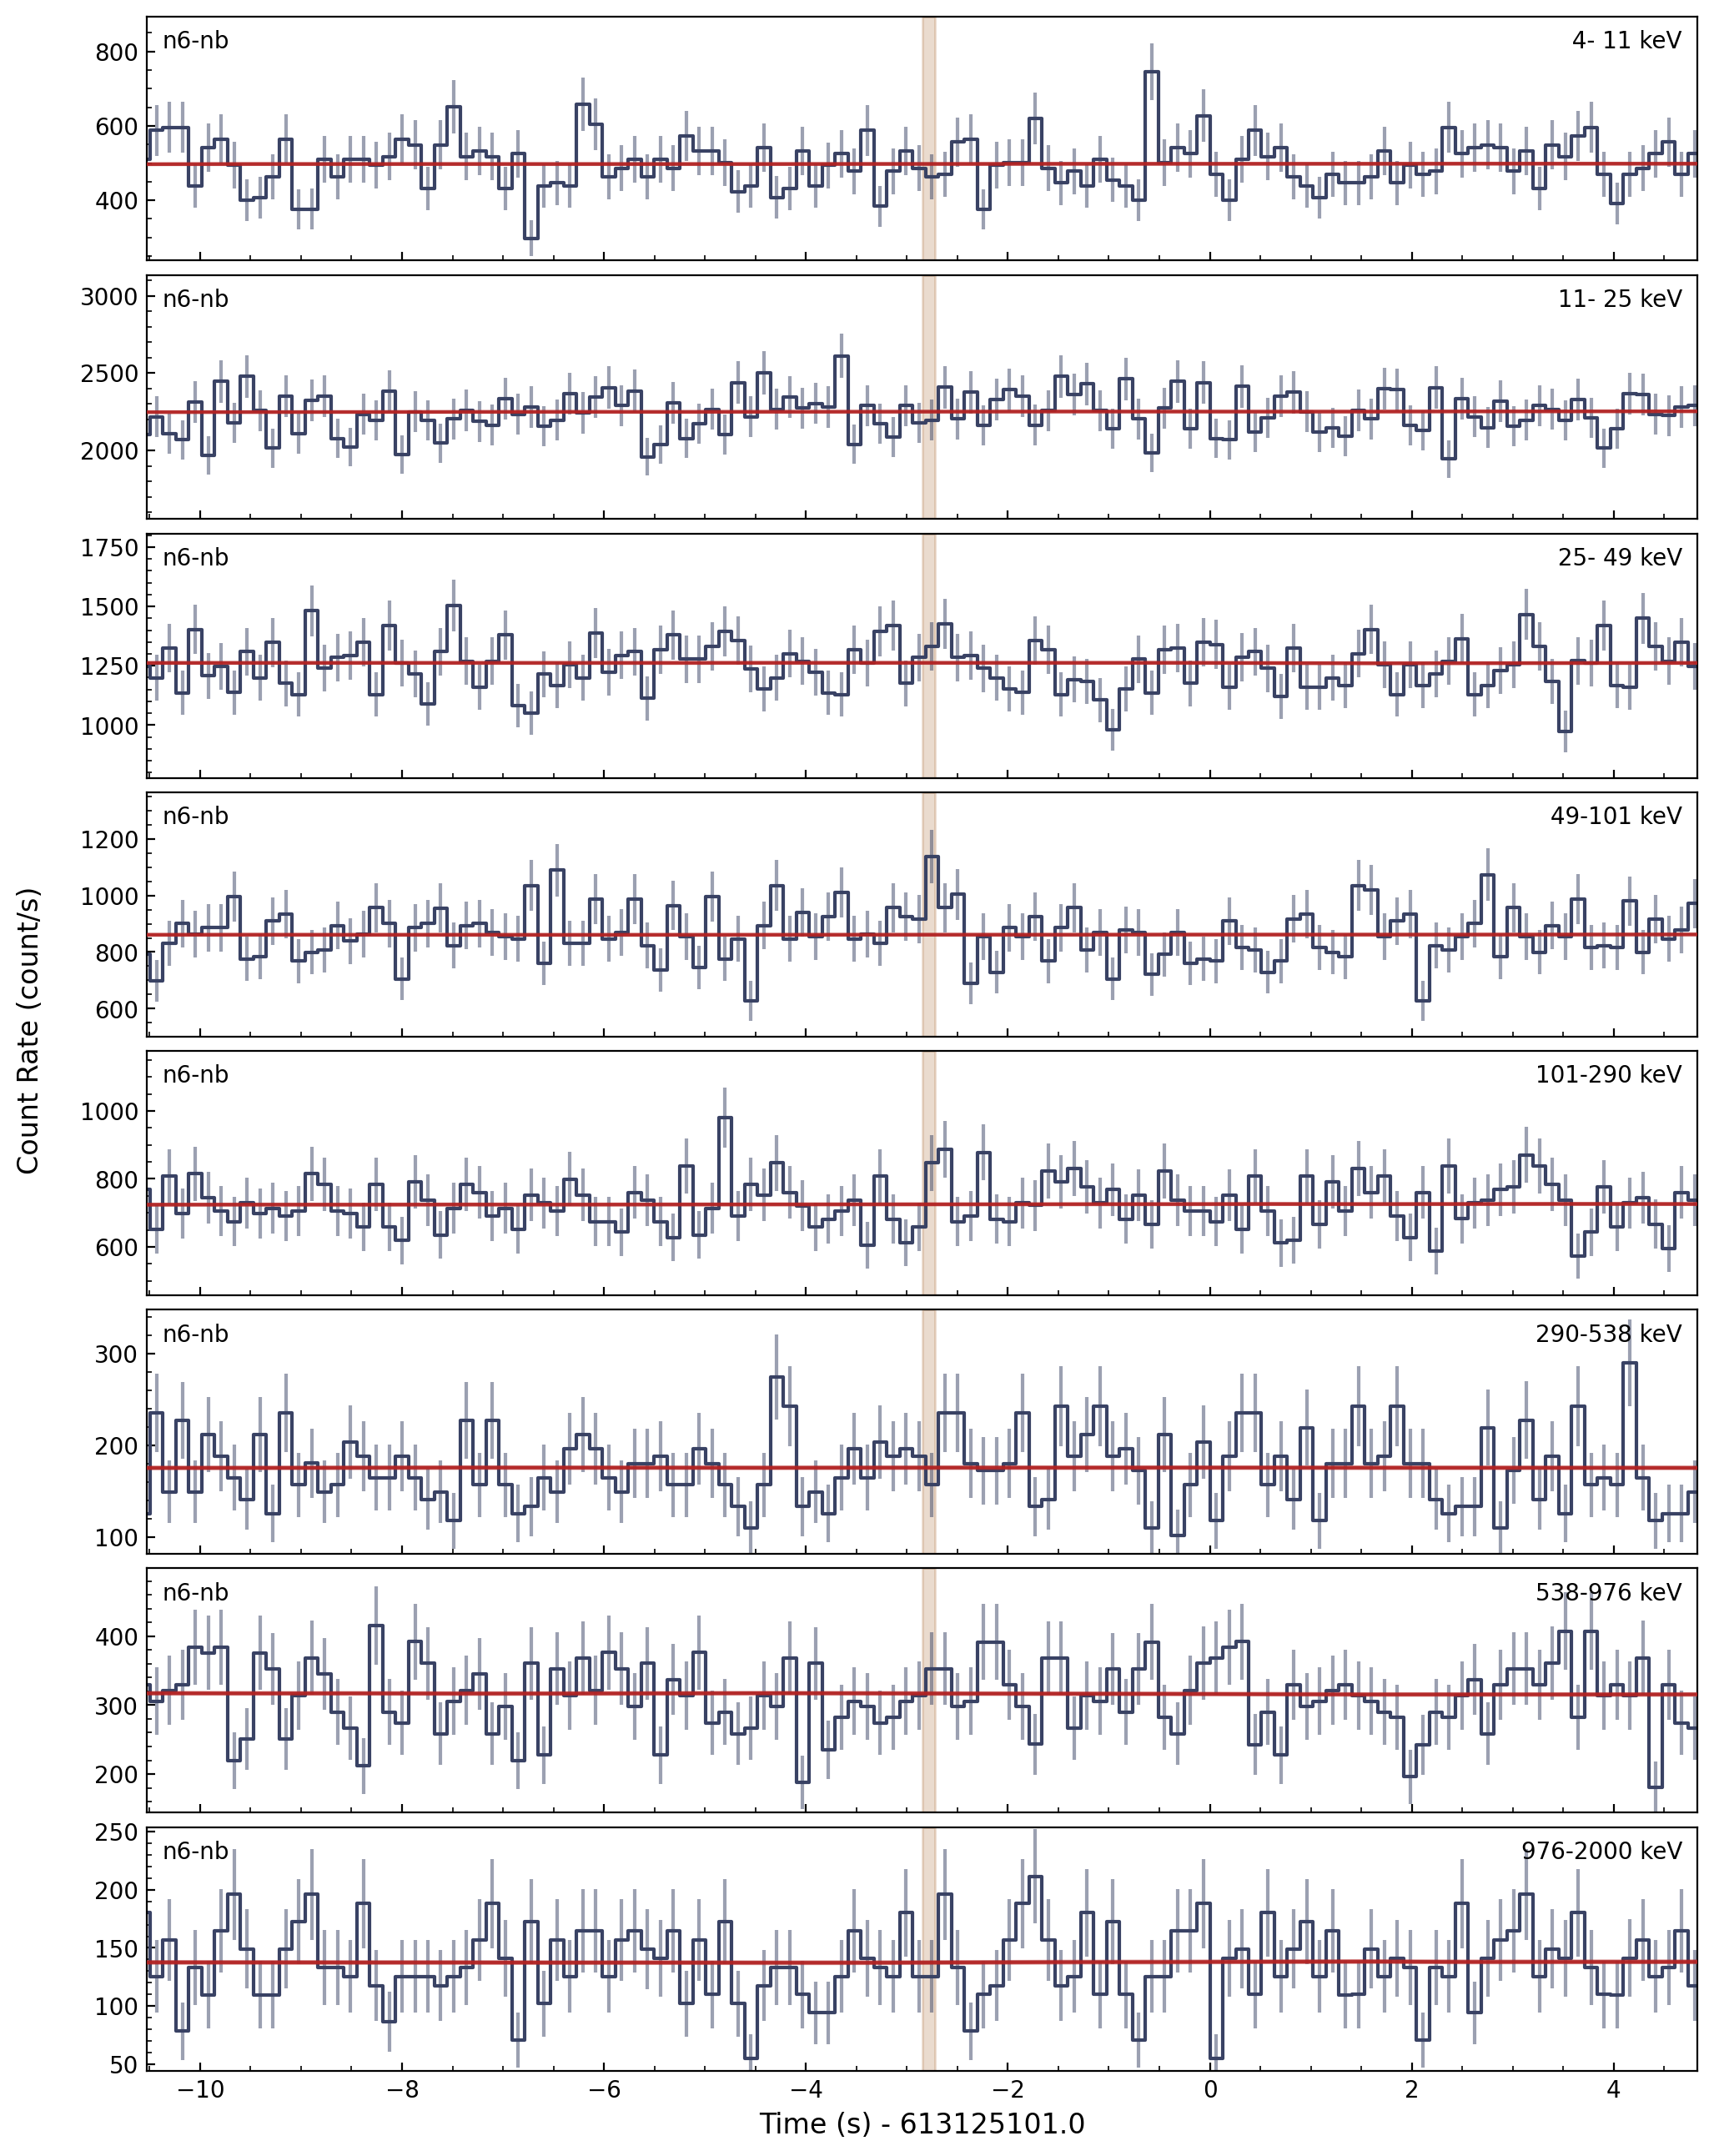 n6-nb 4- 11 keV
800
600
400
n6-nb 11- 25 keV
3000
2500
2000
n6-nb 25- 49 keV
1750
1500
1250
1000
n6-nb 49-101 keV
1200
1000
800
600
n6-nb 101-290 keV
1000
800
600
n6-nb 290-538 keV
300
200
100
n6-nb 538-976 keV
400
300
200
n6-nb 976-2000 keV
250
200
150
100
50
Count Rate (count/s)
−10 −8 −6 −4 −2 0 2 4
Time (s) - 613125101.0